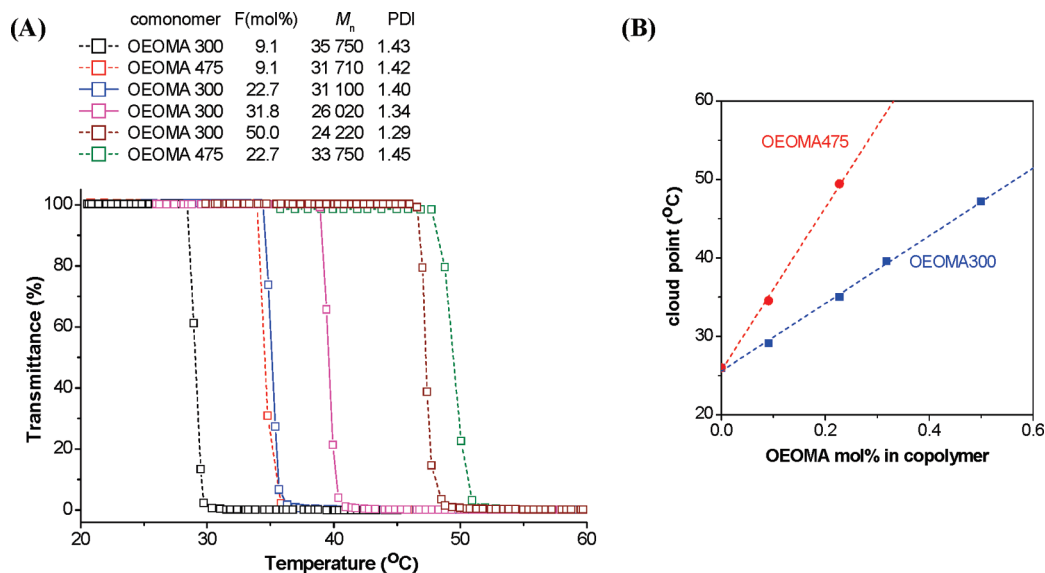 (A)
comonomer F(mol%) Mn PDI
OEOMA 300 9.1 35 750 1.43
OEOMA 475 9.1 31 710 1.42
OEOMA 300 22.7 31 100 1.40
OEOMA 300 31.8 26 020 1.34
OEOMA 300 50.0 24 220 1.29
OEOMA 475 22.7 33 750 1.45
Transmittance (%)
100
80
60
40
20
0
20 30 40 50 60
Temperature (OC)
(B)
cloud point (OC)
60
50
40
30
20
OEOMA475
OEOMA300
0.0 0.2 0.4 0.6
OEOMA mol% in copolymer